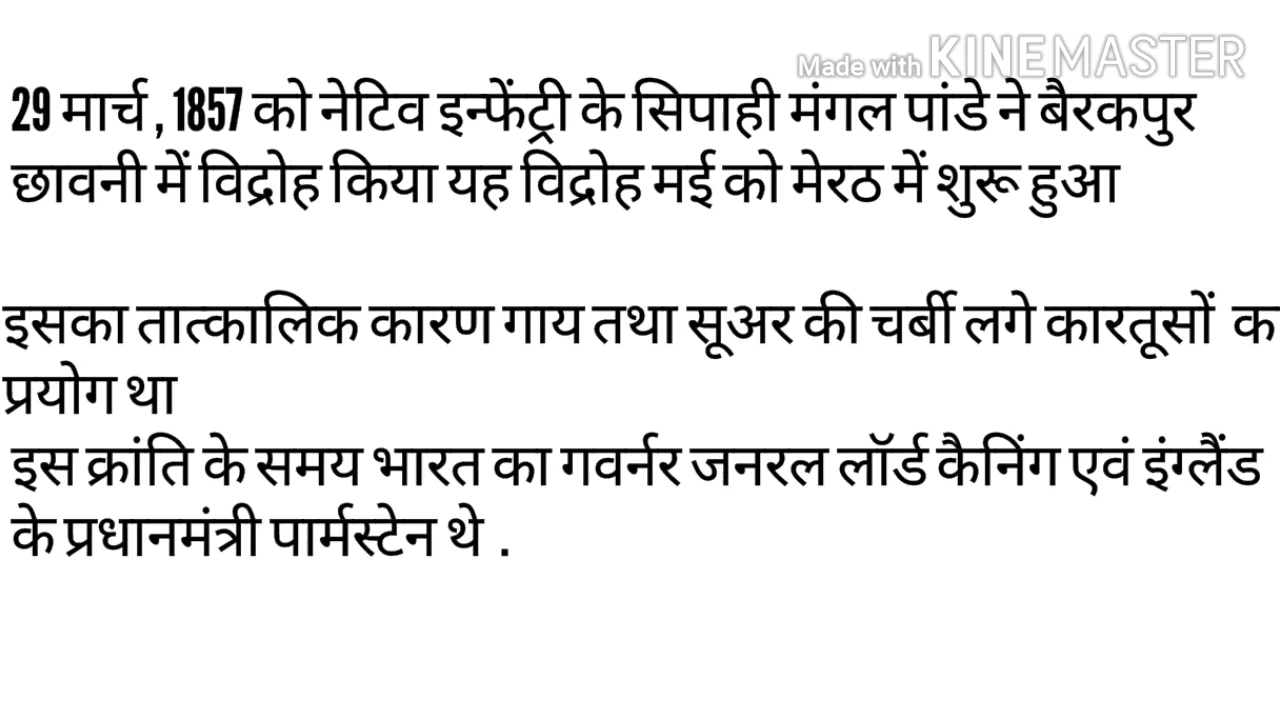 Made with KINEMASTER
29 मार्च , 1857 को नेटिव इन्फेंट्री के सिपाही मंगल पांडे ने बैरकपुर
छावनी में विद्रोह किया यह विद्रोह मई को मेरठ में शुरू हुआ
इसका तात्कालिक कारण गाय तथा सूअर की चर्बी लगे कारतूसों क
प्रयोग था
इस क्रांति के समय भारत का गवर्नर जनरल लॉर्ड कैनिंग एवं इंग्लैंड
के प्रधानमंत्री पार्मस्टेन थे .